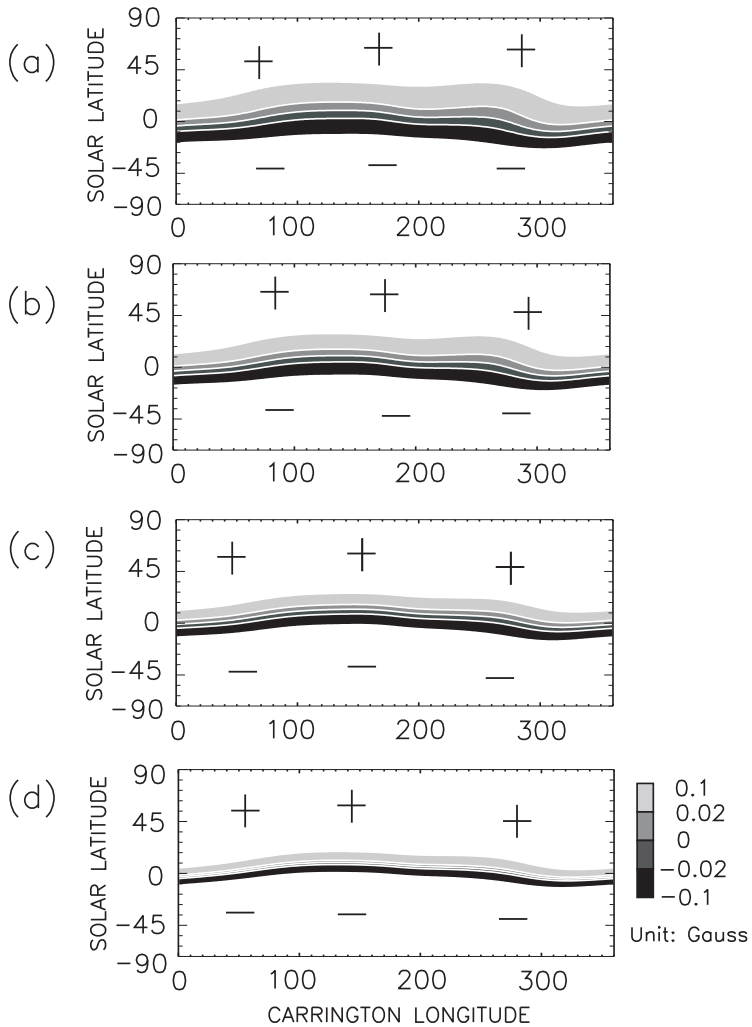 (a)
SOLAR LATITUDE
90
45
0
−45
−90
+ + +
− − −
0 100 200 300
(b)
SOLAR LATITUDE
90
45
0
−45
−90
+ + +
− − −
0 100 200 300
(c)
SOLAR LATITUDE
90
45
0
−45
−90
+ + +
− − −
0 100 200 300
(d)
SOLAR LATITUDE
90
45
0
−45
−90
+ + +
− − −
0 100 200 300
CARRINGTON LONGITUDE
0.1
0.02
0
−0.02
−0.1
Unit: Gauss